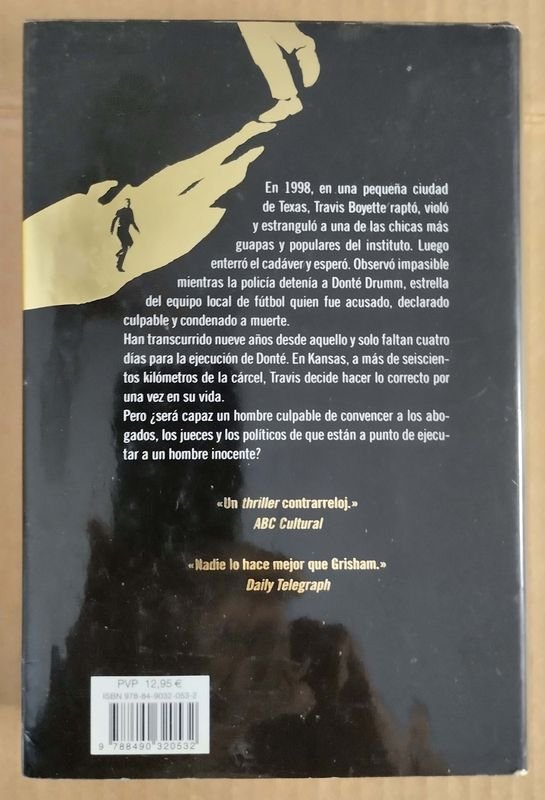 En 1998, en una pequeña ciudad
de Texas, Travis Boyette raptó, violó
y estranguló a una de las chicas más
guapas y populares del instituto. Luego
enterró el cadáver y esperó. Observó impasible
mientras la policía detenía a Donté Drumm, estrella
del equipo local de fútbol quien fue acusado, declarado
culpable y condenado a muerte.
Han transcurrido nueve años desde aquello y solo faltan cuatro
días para la ejecución de Donté. En Kansas, a más de seiscien-
tos kilómetros de la cárcel, Travis decide hacer lo correcto por
una vez en su vida.
Pero ¿será capaz un hombre culpable de convencer a los abo-
gados, los jueces y los políticos de que están a punto de ejecu-
tar a un hombre inocente?
«Un thriller contrarreloj.»
ABC Cultural
«Nadie lo hace mejor que Grisham.»
Daily Telegraph
PVP 12,95 €
ISBN 978-84-9032-053-2
9 788490 320532